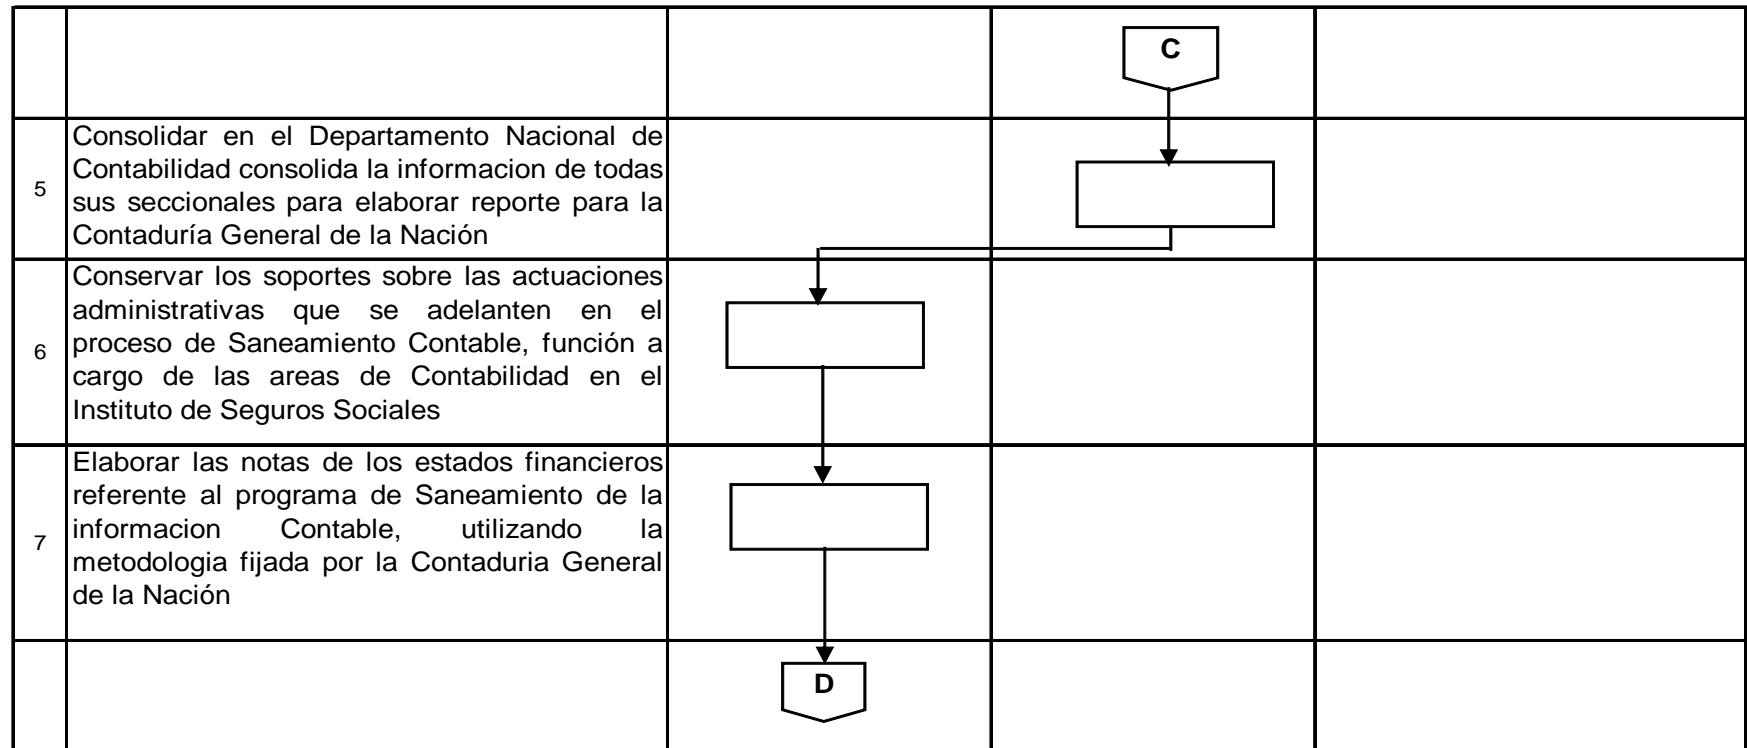 C
5
Consolidar en el Departamento Nacional de
Contabilidad consolida la informacion de todas
sus seccionales para elaborar reporte para la
Contaduría General de la Nación
6
Conservar los soportes sobre las actuaciones
administrativas que se adelanten en el
proceso de Saneamiento Contable, función a
cargo de las areas de Contabilidad en el
Instituto de Seguros Sociales
7
Elaborar las notas de los estados financieros
referente al programa de Saneamiento de la
informacion Contable, utilizando la
metodologia fijada por la Contaduria General
de la Nación
D